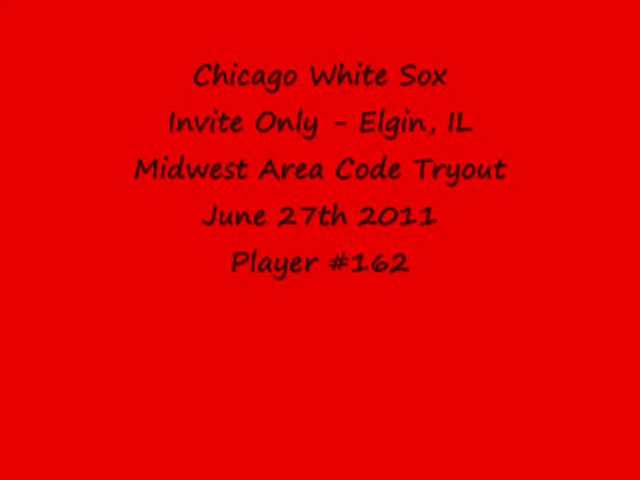 Chicago White Sox
Invite Only - Elgin, IL
Midwest Area Code Tryout
June 27th 2011
Player #162